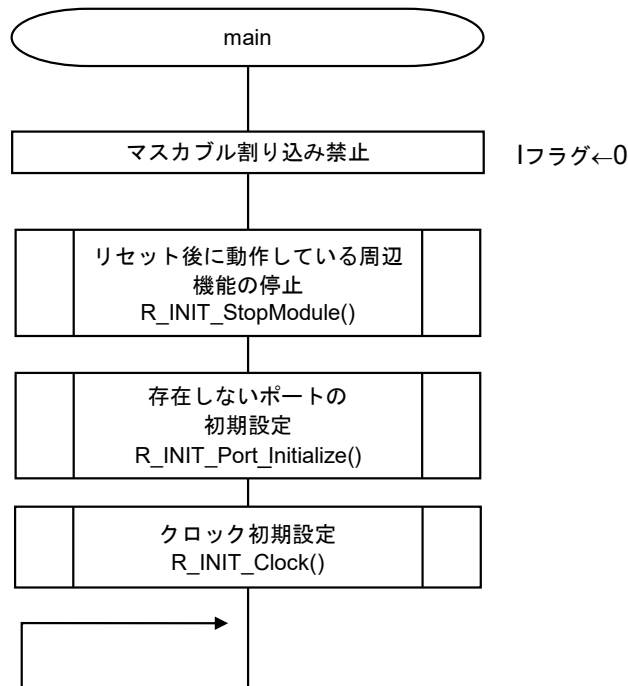 main
マスカブル割り込み禁止
Iフラグ←0
リセット後に動作している周辺
機能の停止
R_INIT_StopModule()
存在しないポートの
初期設定
R_INIT_Port_Initialize()
クロック初期設定
R_INIT_Clock()